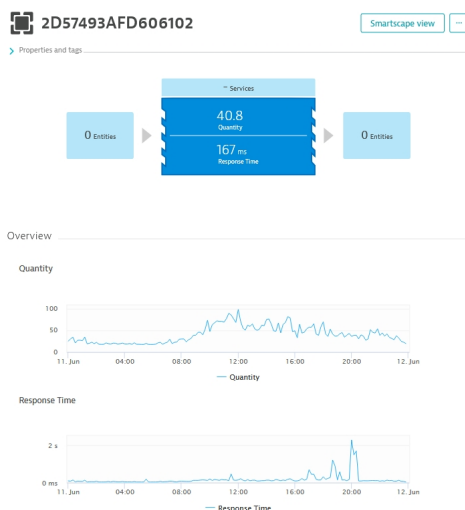 2D57493AFD606102
Smartscape view
...
Properties and tags
Services
0 Entities
40.8
Quantity
167 ms
Response Time
0 Entities
Overview
Quantity
100
50
0
11. Jun 04:00 08:00 12:00 16:00 20:00 12. Jun
Quantity
Response Time
2 s
0 ms
11. Jun 04:00 08:00 12:00 16:00 20:00 12. Jun
Response Time